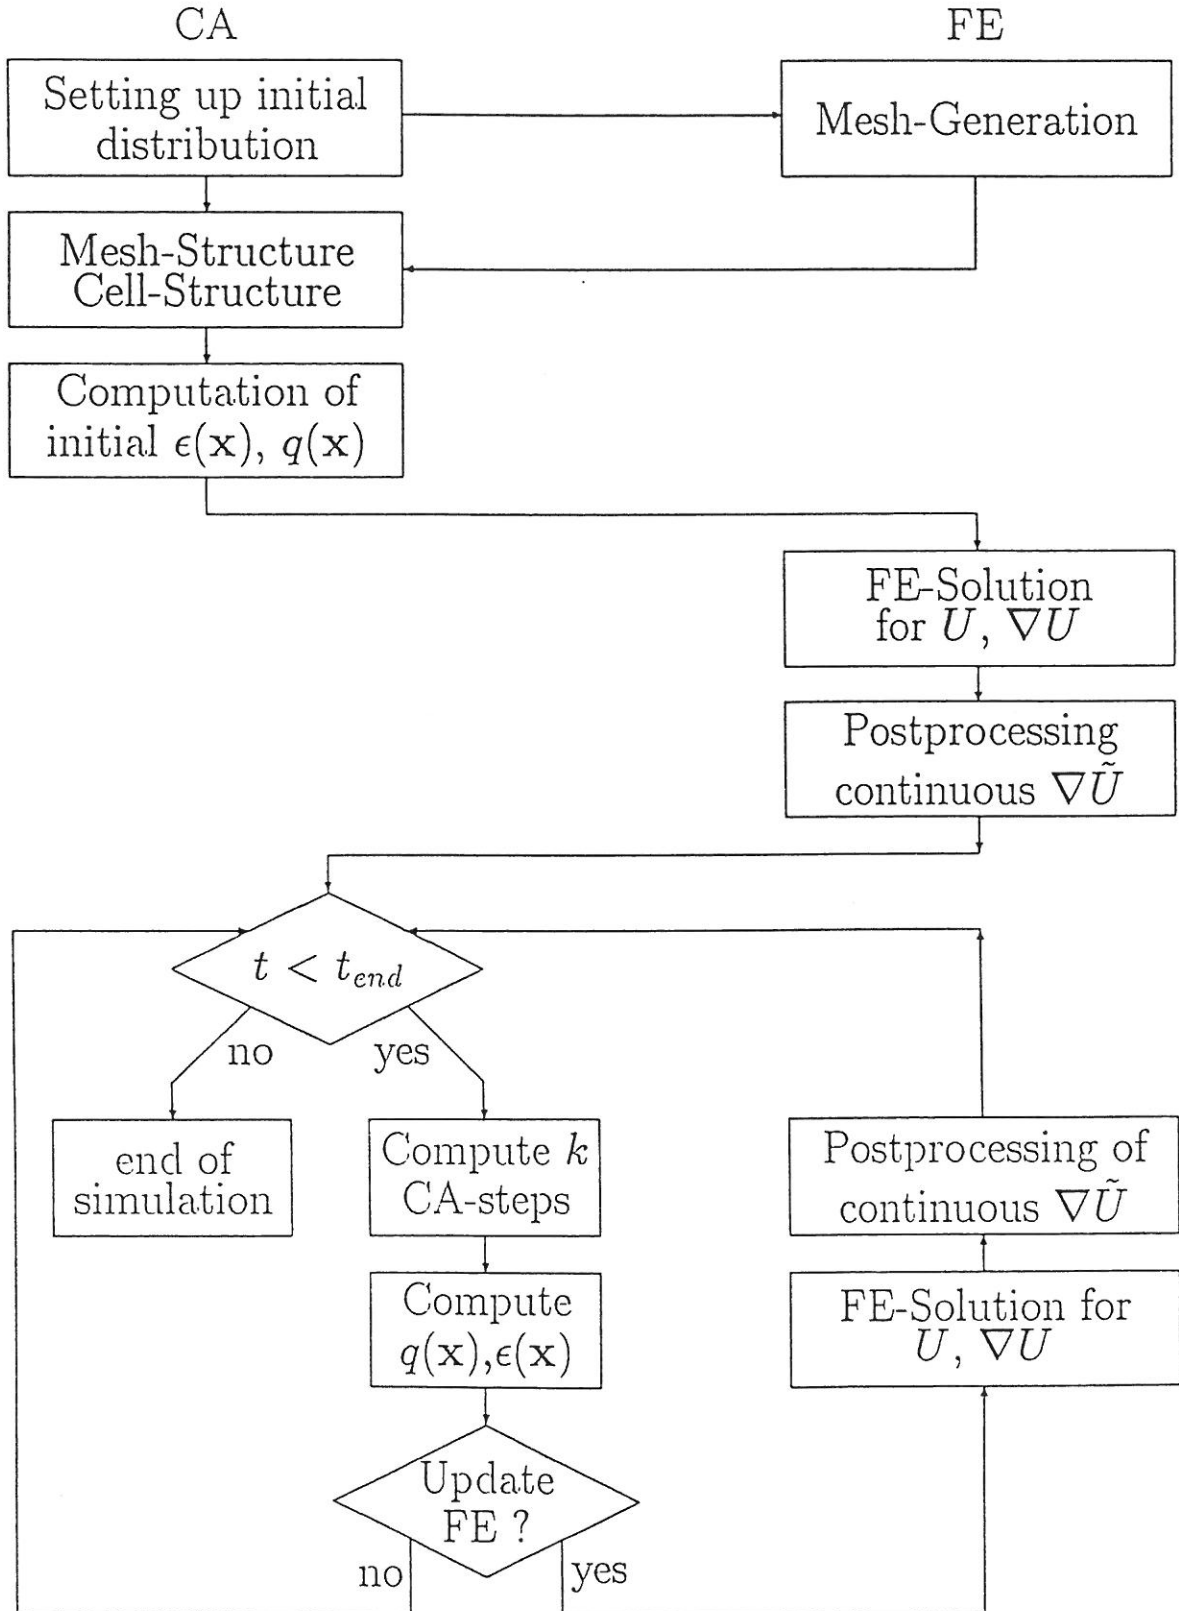 CA
FE
Setting up initial
distribution
Mesh-Generation
Mesh-Structure
Cell-Structure
Computation of
initial ϵ(x), q(x)
FE-Solution
for U, ∇U
Postprocessing
continuous ∇Ũ
t < t_end
no
yes
end of
simulation
Compute k
CA-steps
Postprocessing of
continuous ∇Ũ
Compute
q(x),ϵ(x)
FE-Solution for
U, ∇U
Update
FE ?
no
yes